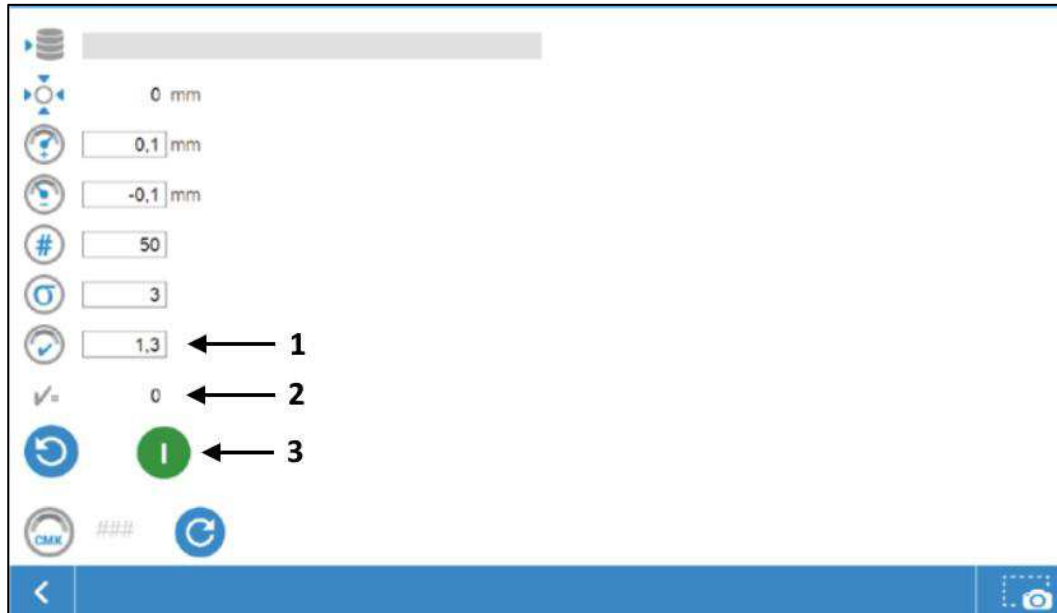 0 mm
+ 0,1 mm
- -0,1 mm
# 50
σ 3
1,3 1
= 0 2
I 3
CMK ###